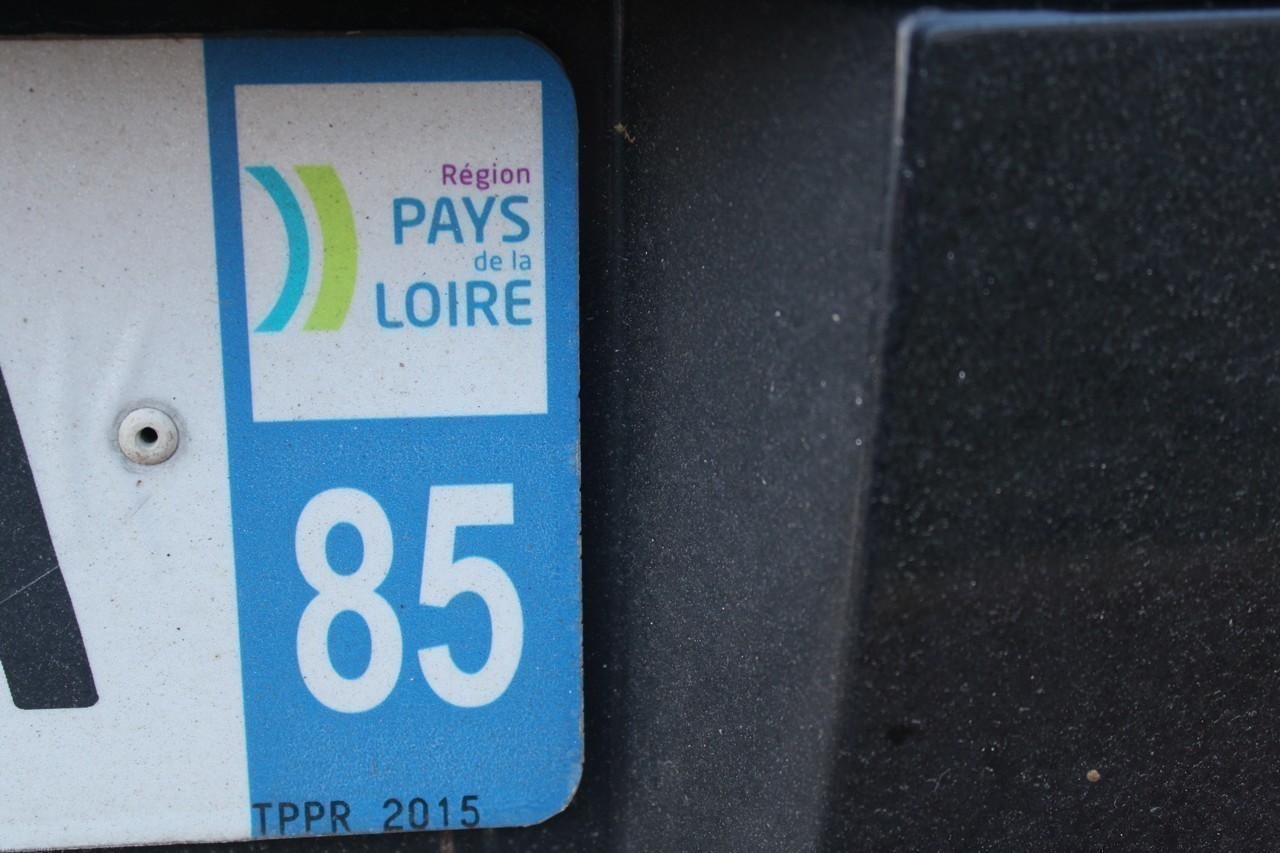 Région
PAYS
de la
LOIRE
85
TPPR 2015